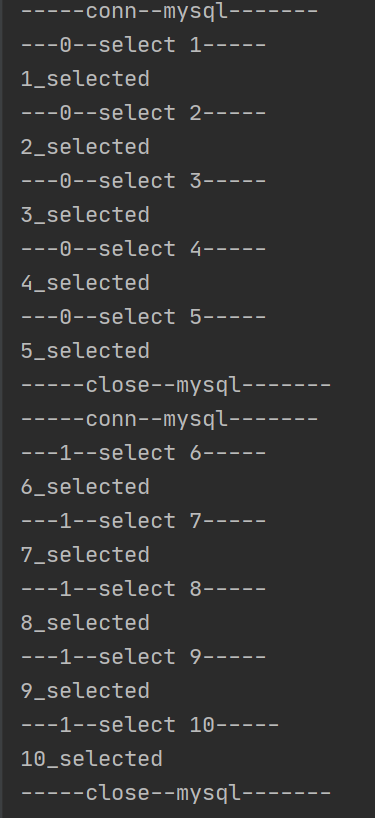 -----conn--mysql-------
---0--select 1-----
1_selected
---0--select 2-----
2_selected
---0--select 3-----
3_selected
---0--select 4-----
4_selected
---0--select 5-----
5_selected
-----close--mysql-------
-----conn--mysql-------
---1--select 6-----
6_selected
---1--select 7-----
7_selected
---1--select 8-----
8_selected
---1--select 9-----
9_selected
---1--select 10-----
10_selected
-----close--mysql-------